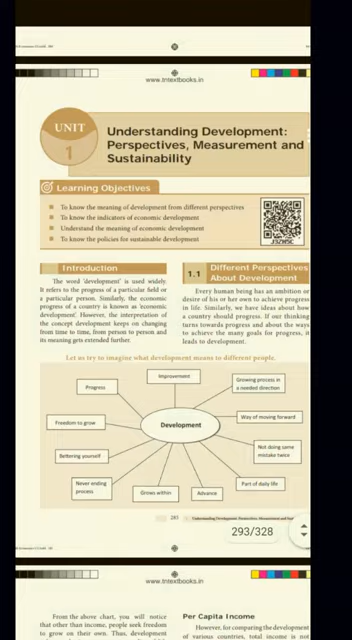 www.tntextbooks.in
www.tntextbooks.in
UNIT
1
Understanding Development:
Perspectives, Measurement and
Sustainability
Learning Objectives
To know the meaning of development from different perspectives
To know the indicators of economic development
Understand the meaning of economic development
To know the policies for sustainable development
Introduction
The word 'development' is used widely.
It refers to the progress of a particular field or
a particular person. Similarly, the economic
progress of a country is known as 'economic
development'. However, the interpretation of
the concept development keeps on changing
from time to time, from person to person and
its meaning gets extended further.
1.1
Different Perspectives
About Development
Every human being has an ambition or
desire of his or her own to achieve progress
in life. Similarly, we have ideas about how
a country should progress. If our thinking
turns towards progress and about the ways
to achieve the many goals for progress, it
leads to development.
Let us try to imagine what development means to different people.
Improvement
Progress
Growing process in
a needed direction
Freedom to grow
Development
Way of moving forward
Bettering yourself
Not doing same
mistake twice
Never ending
process
Grows within
Advance
Part of daily life
293
Understanding Development: Perspectives, Measurement and
293/328
www.tntextbooks.in
From the above chart, you will notice
that other than income, people seek freedom
to grow on their own. Thus, development
Per Capita Income
However, for comparing the development
of various countries, total income is not